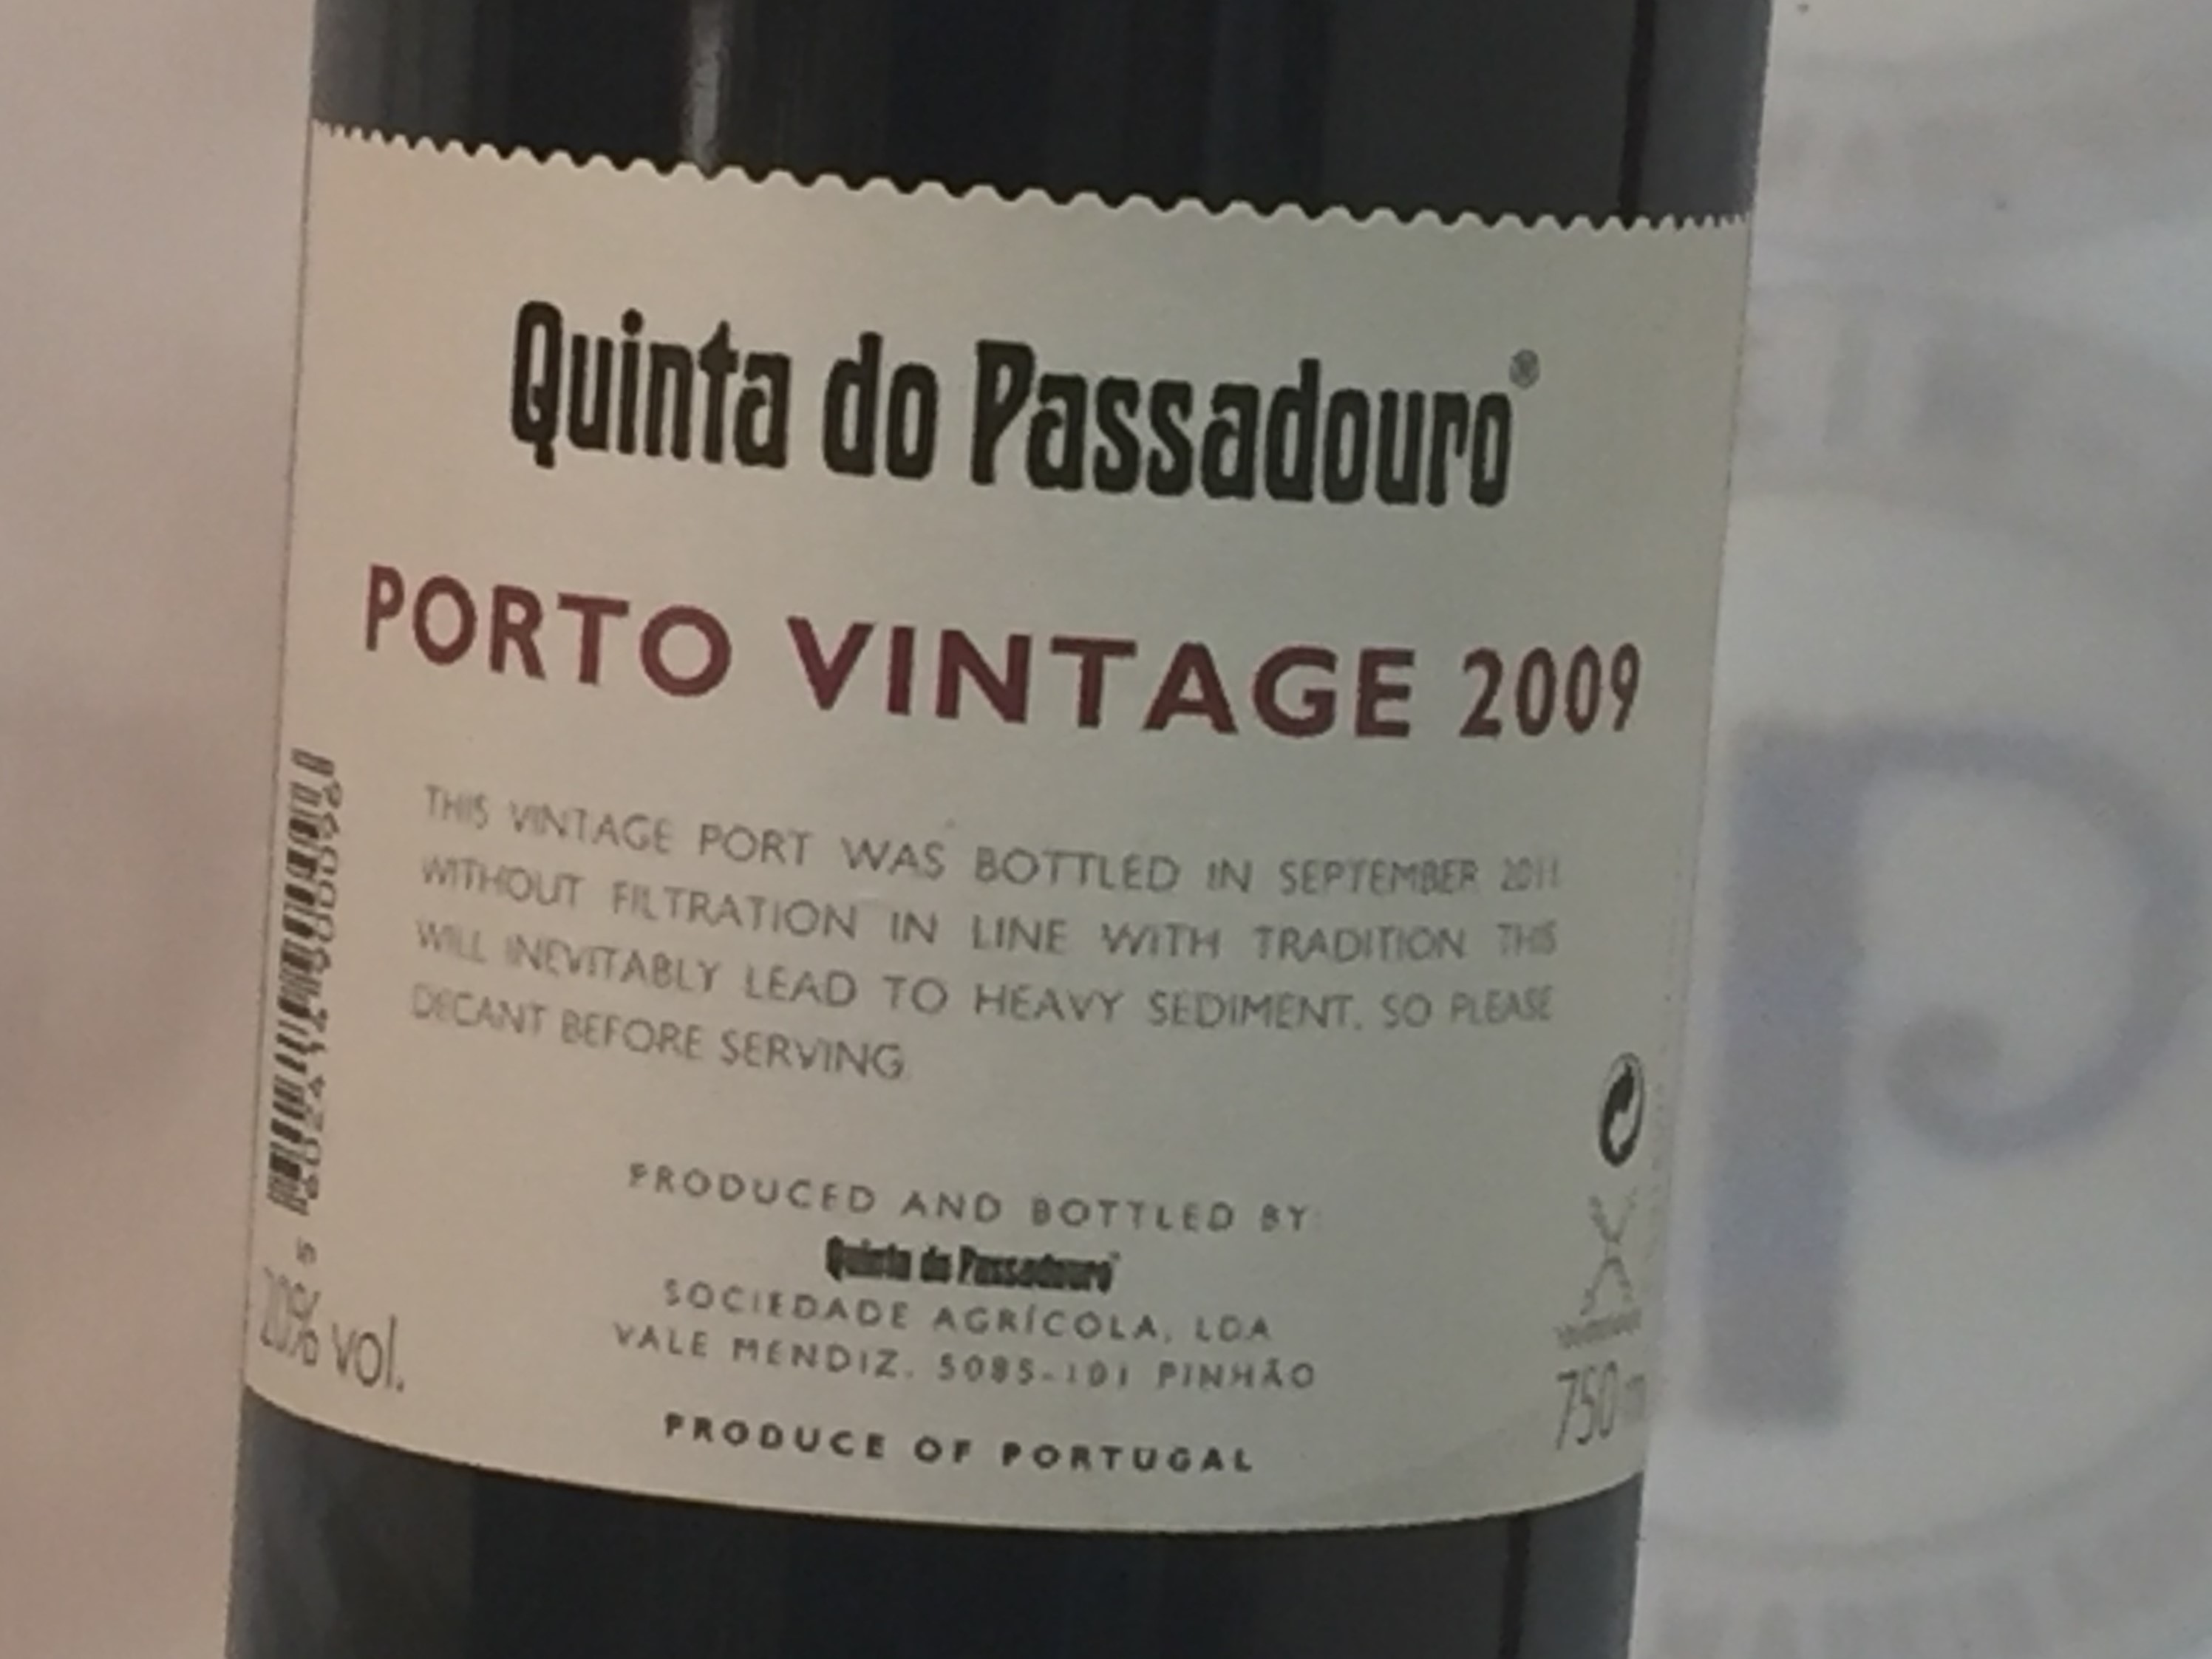 Quinta do Passadouro®
PORTO VINTAGE 2009
THIS VINTAGE PORT WAS BOTTLED IN SEPTEMBER 2011
WITHOUT FILTRATION IN LINE WITH TRADITION THIS
WILL INEVITABLY LEAD TO HEAVY SEDIMENT. SO PLEASE
DECANT BEFORE SERVING.
PRODUCED AND BOTTLED BY:
Quinta do Passadouro
SOCIEDADE AGRÍCOLA, LDA
VALE MENDIZ, 5085-101 PINHÃO
PRODUCE OF PORTUGAL
20% vol.
750